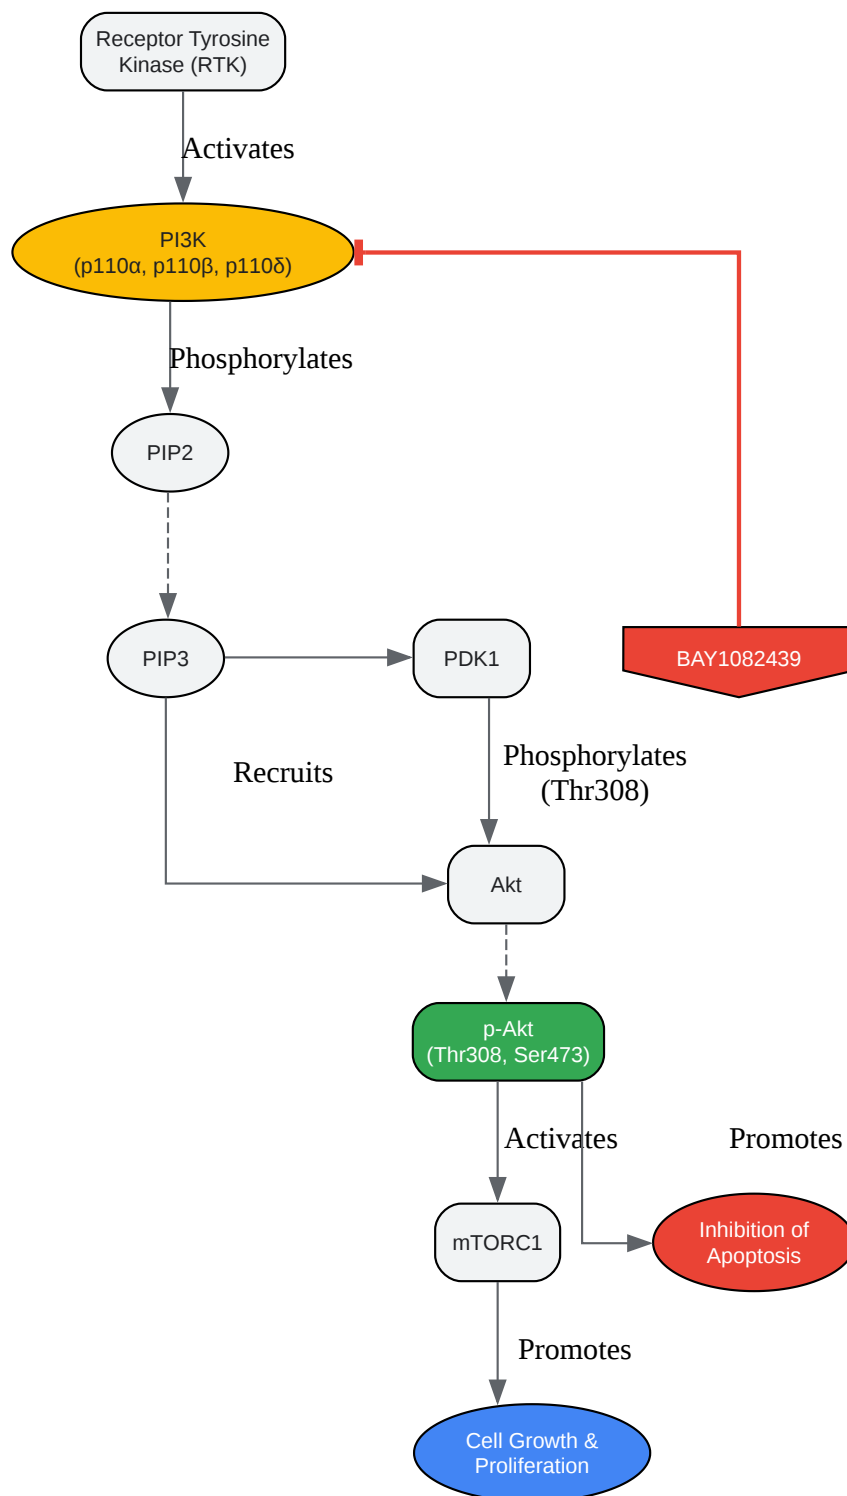 Receptor Tyrosine
Kinase (RTK)
Activates
PI3K
(p110α, p110β, p110δ)
Phosphorylates
PIP2
PIP3
PDK1
BAY1082439
Recruits
Phosphorylates
(Thr308)
Akt
p-Akt
(Thr308, Ser473)
Activates
Promotes
mTORC1
Inhibition of
Apoptosis
Promotes
Cell Growth &
Proliferation